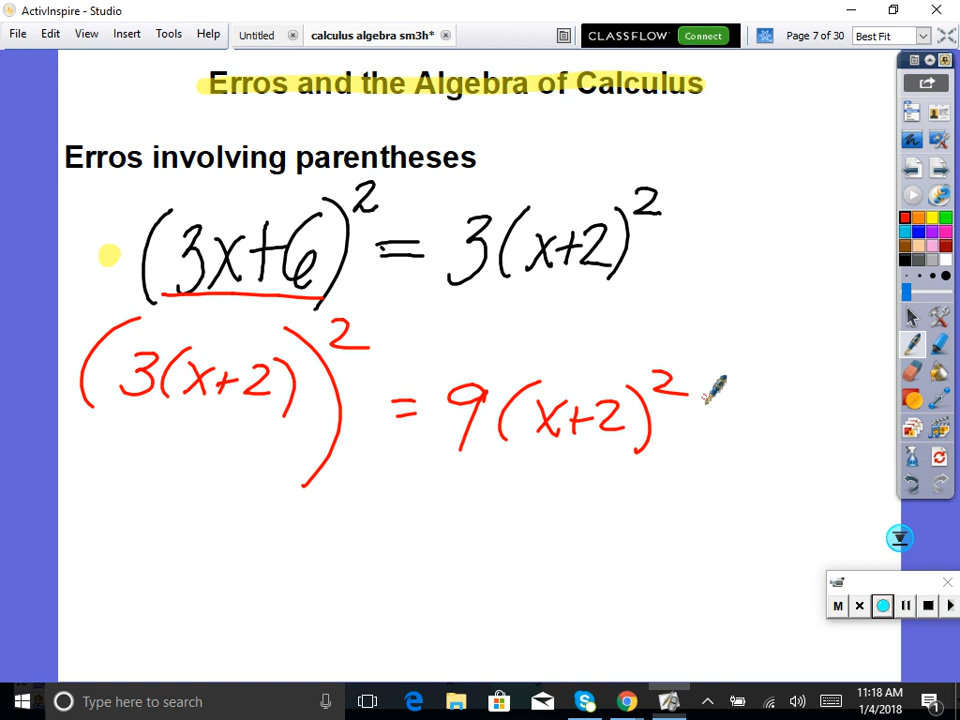 ActivInspire - Studio
File Edit View Insert Tools Help Untitled calculus algebra sm3h* CLASSFLOW Connect Page 7 of 30 Best Fit
Erros and the Algebra of Calculus
Erros involving parentheses
(3x+6)² = 3(x+2)²
(3(x+2))² = 9(x+2)²
M
Type here to search
11:18 AM
1/4/2018
1